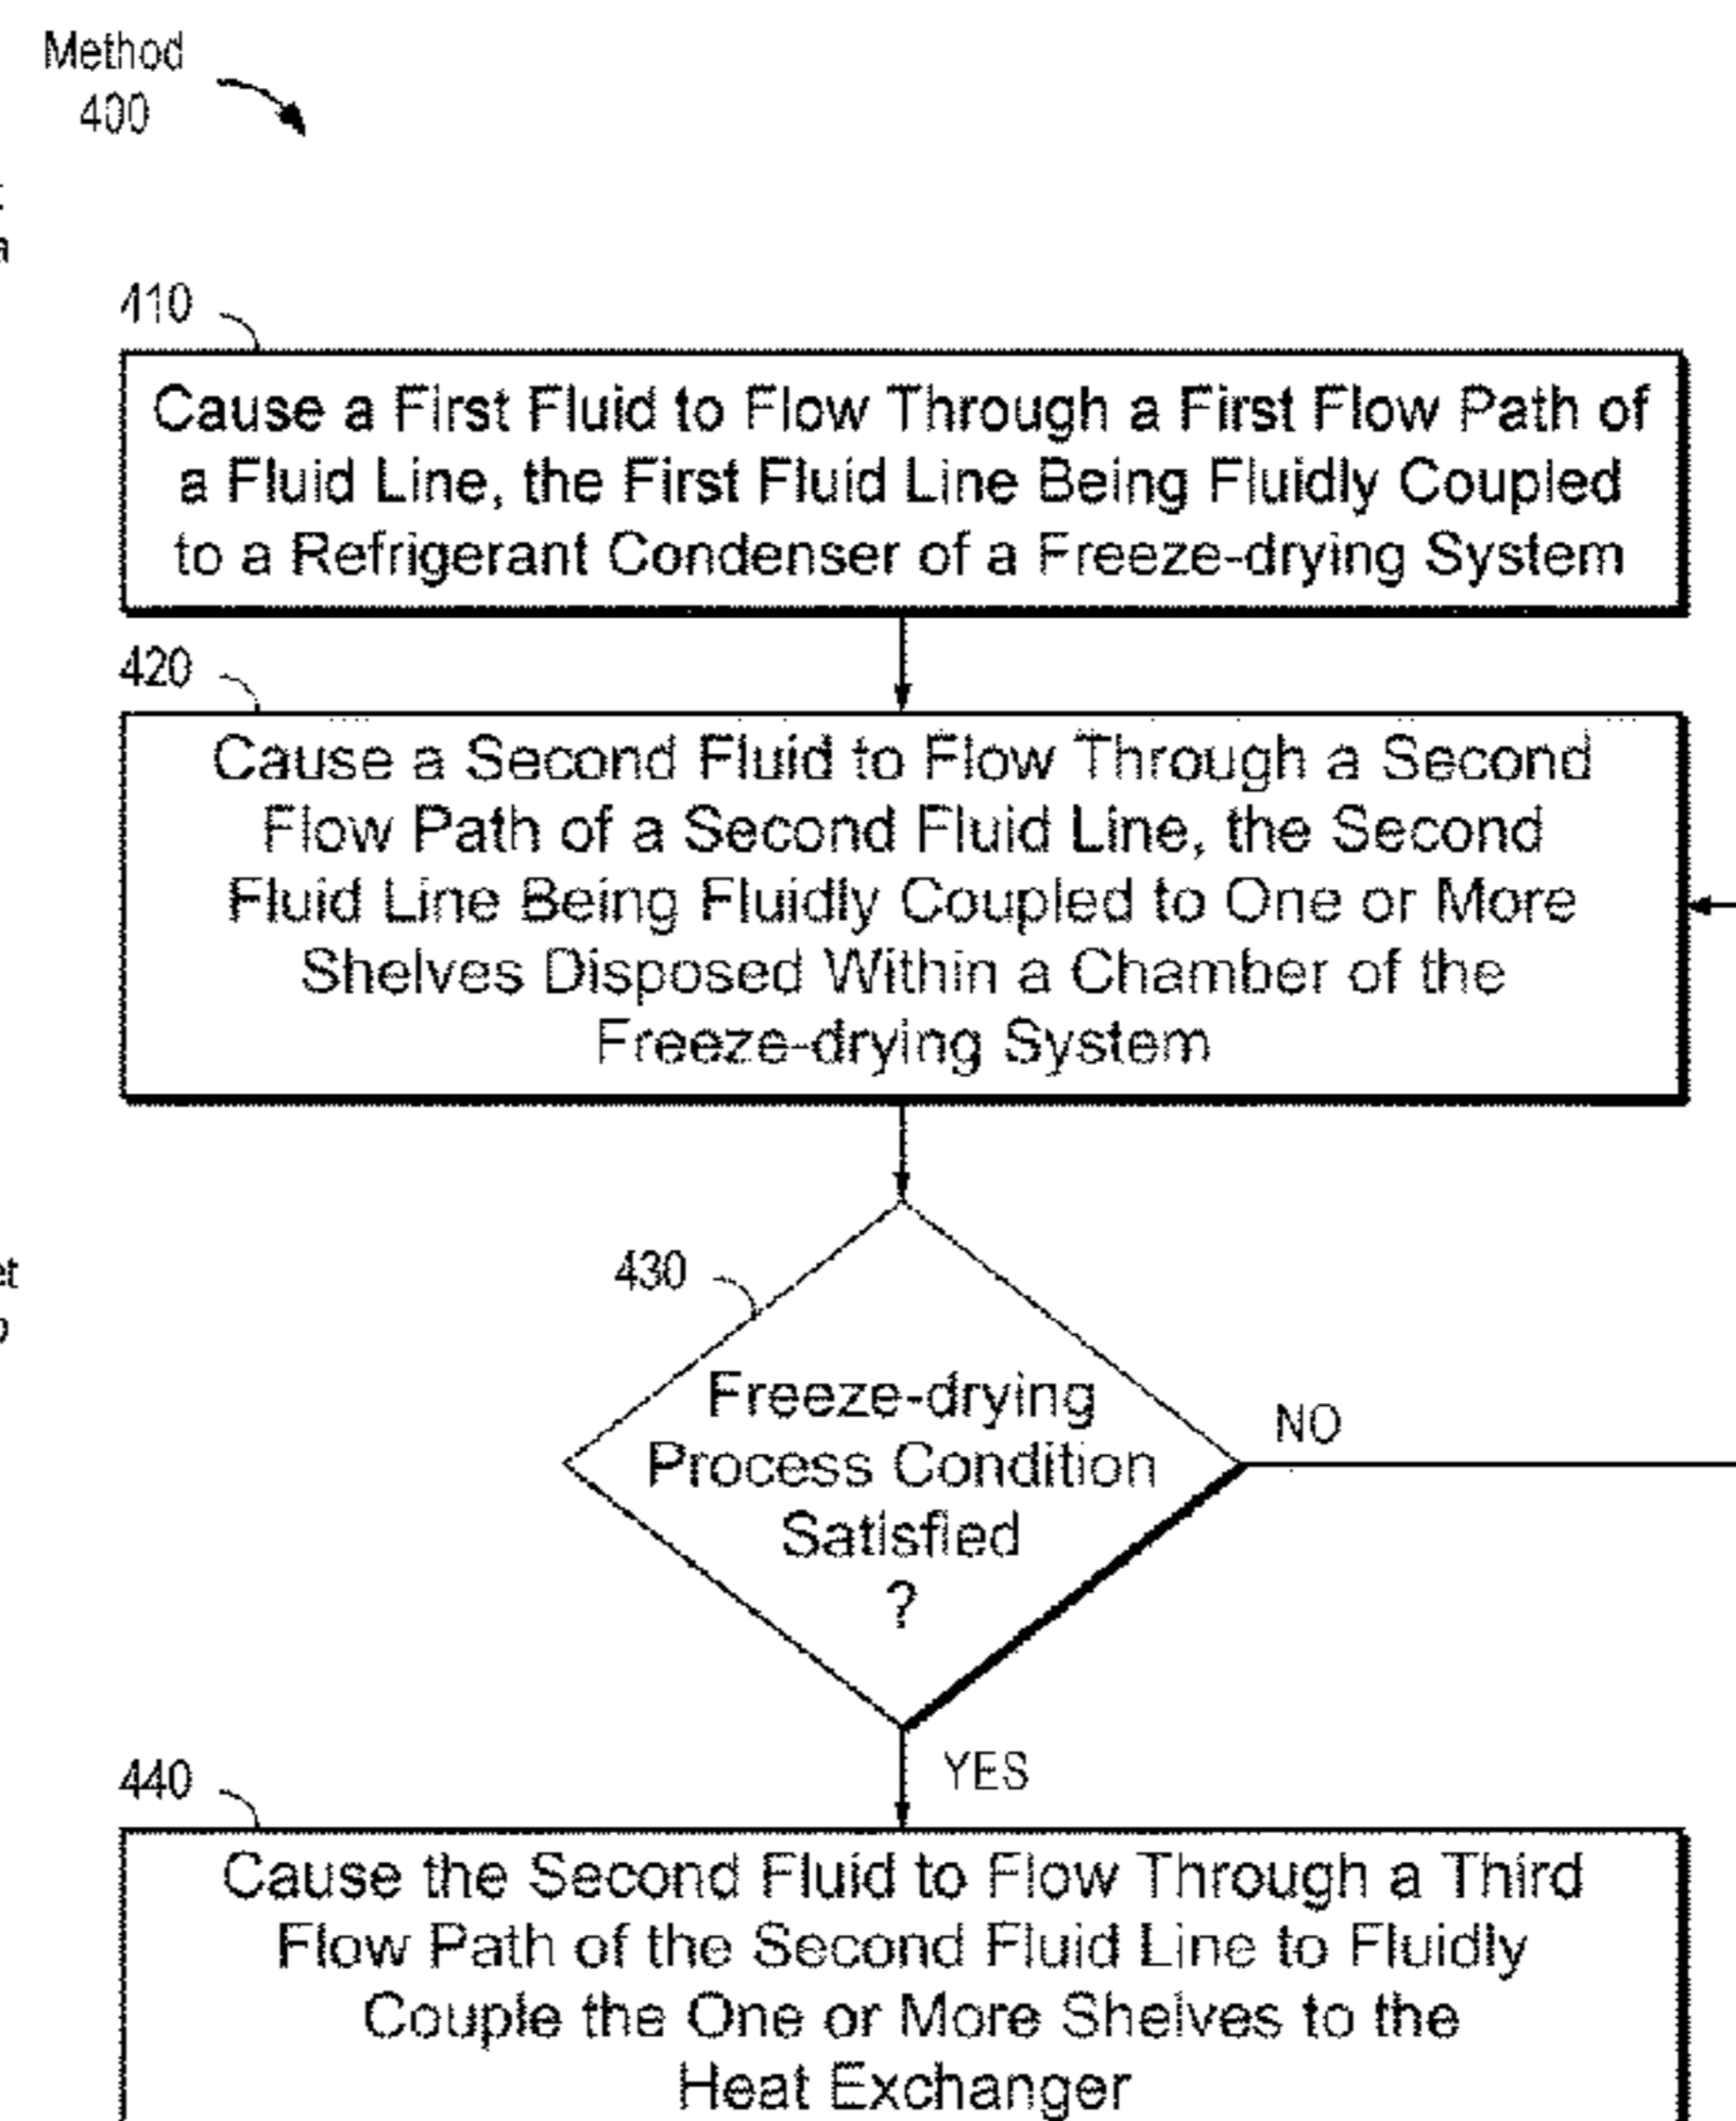 Method
400
410
Cause a First Fluid to Flow Through a First Flow Path of
a Fluid Line, the First Fluid Line Being Fluidly Coupled
to a Refrigerant Condenser of a Freeze-drying System
420
Cause a Second Fluid to Flow Through a Second
Flow Path of a Second Fluid Line, the Second
Fluid Line Being Fluidly Coupled to One or More
Shelves Disposed Within a Chamber of the
Freeze-drying System
430
Freeze-drying
Process Condition
Satisfied
?
NO
YES
440
Cause the Second Fluid to Flow Through a Third
Flow Path of the Second Fluid Line to Fluidly
Couple the One or More Shelves to the
Heat Exchanger